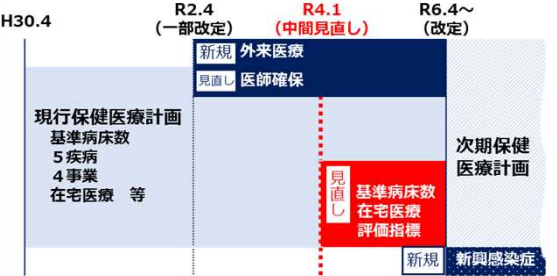 H30.4
R2.4
(一部改定)
R4.1
(中間見直し)
R6.4～
(改定)
新規 外来医療
見直し 医師確保
現行保健医療計画
基準病床数
５疾病
４事業
在宅医療 等
見直し
基準病床数
在宅医療
評価指標
次期保健
医療計画
新規 新興感染症